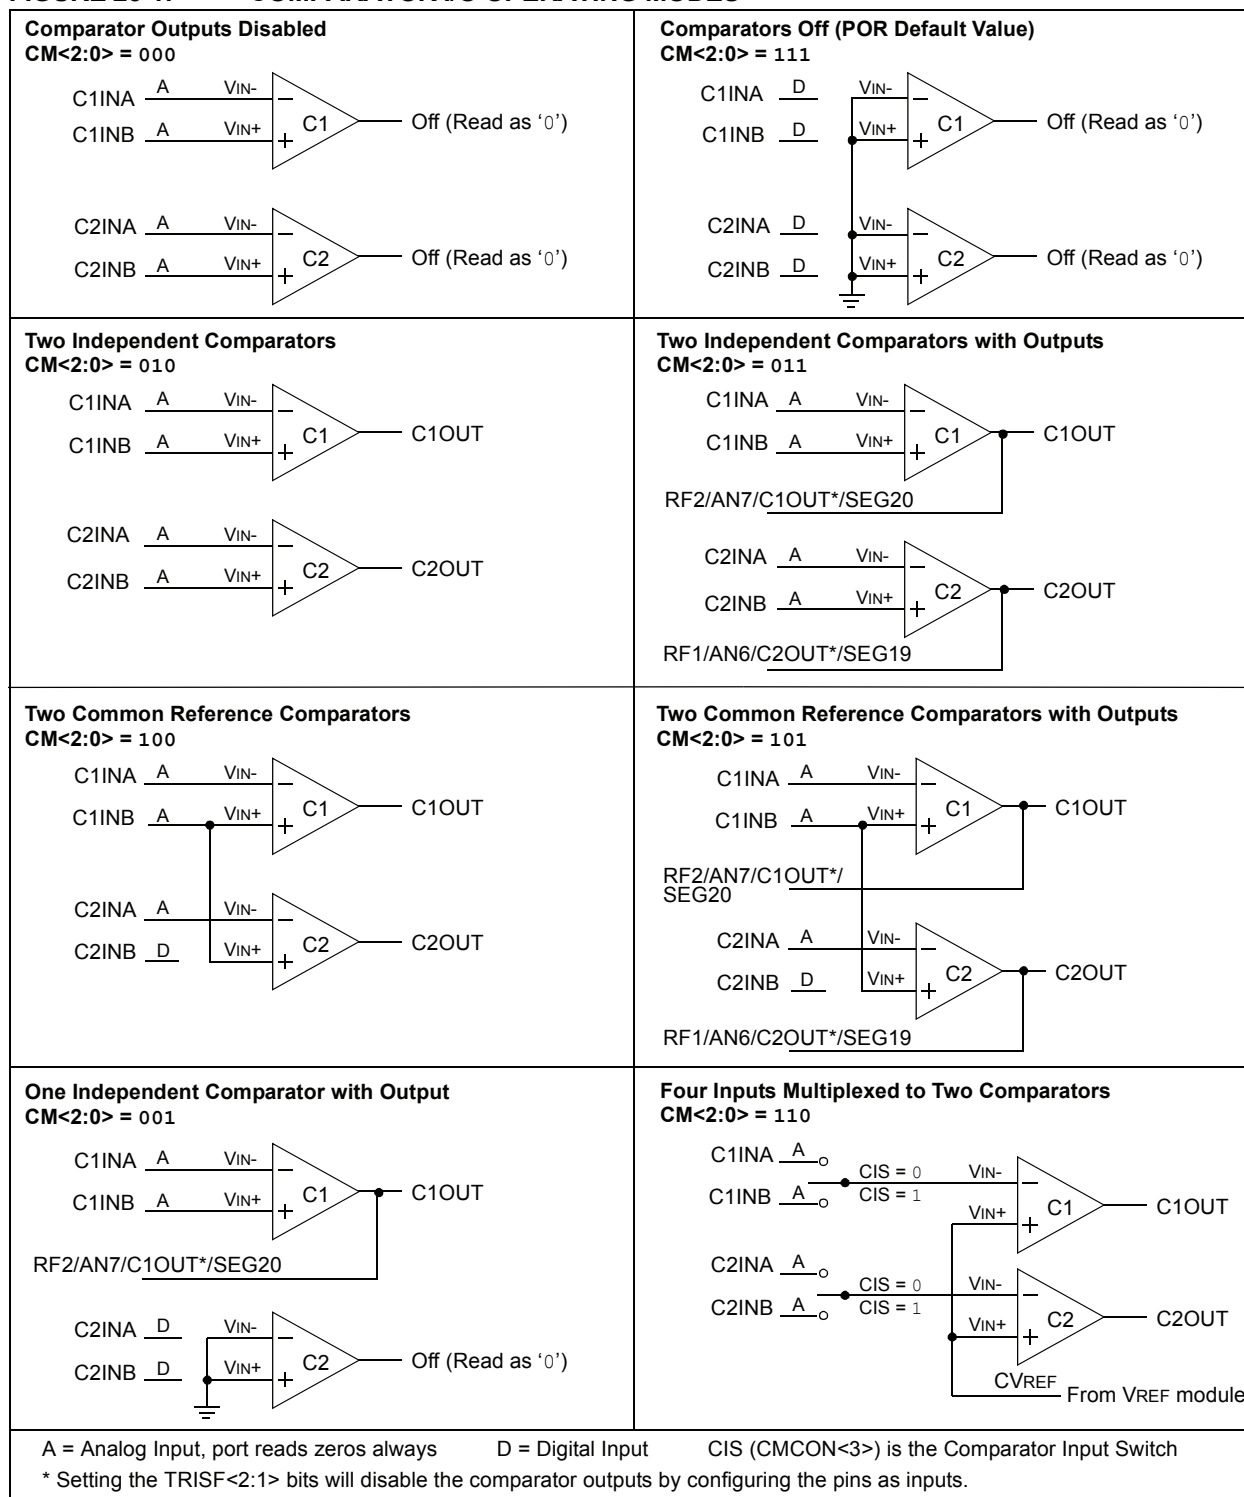 Comparator Outputs Disabled
CM<2:0> = 000
C1INA A VIN-
C1INB A VIN+
C1
Off (Read as ‘0’)
C2INA A VIN-
C2INB A VIN+
C2
Off (Read as ‘0’)
Comparators Off (POR Default Value)
CM<2:0> = 111
C1INA D VIN-
C1INB D VIN+
C1
Off (Read as ‘0’)
C2INA D VIN-
C2INB D VIN+
C2
Off (Read as ‘0’)
Two Independent Comparators
CM<2:0> = 010
C1INA A VIN-
C1INB A VIN+
C1
C1OUT
C2INA A VIN-
C2INB A VIN+
C2
C2OUT
Two Independent Comparators with Outputs
CM<2:0> = 011
C1INA A VIN-
C1INB A VIN+
C1
C1OUT
RF2/AN7/C1OUT*/SEG20
C2INA A VIN-
C2INB A VIN+
C2
C2OUT
RF1/AN6/C2OUT*/SEG19
Two Common Reference Comparators
CM<2:0> = 100
C1INA A VIN-
C1INB A VIN+
C1
C1OUT
C2INA A VIN-
C2INB D VIN+
C2
C2OUT
Two Common Reference Comparators with Outputs
CM<2:0> = 101
C1INA A VIN-
C1INB A VIN+
C1
C1OUT
RF2/AN7/C1OUT*/
SEG20
C2INA A VIN-
C2INB D VIN+
C2
C2OUT
RF1/AN6/C2OUT*/SEG19
One Independent Comparator with Output
CM<2:0> = 001
C1INA A VIN-
C1INB A VIN+
C1
C1OUT
RF2/AN7/C1OUT*/SEG20
C2INA D VIN-
C2INB D VIN+
C2
Off (Read as ‘0’)
Four Inputs Multiplexed to Two Comparators
CM<2:0> = 110
C1INA A
CIS = 0 VIN-
C1INB A CIS = 1
VIN+
C1
C1OUT
C2INA A
CIS = 0 VIN-
C2INB A CIS = 1
VIN+
C2
C2OUT
CVREF
From VREF module
A = Analog Input, port reads zeros always D = Digital Input CIS (CMCON<3>) is the Comparator Input Switch
* Setting the TRISF<2:1> bits will disable the comparator outputs by configuring the pins as inputs.